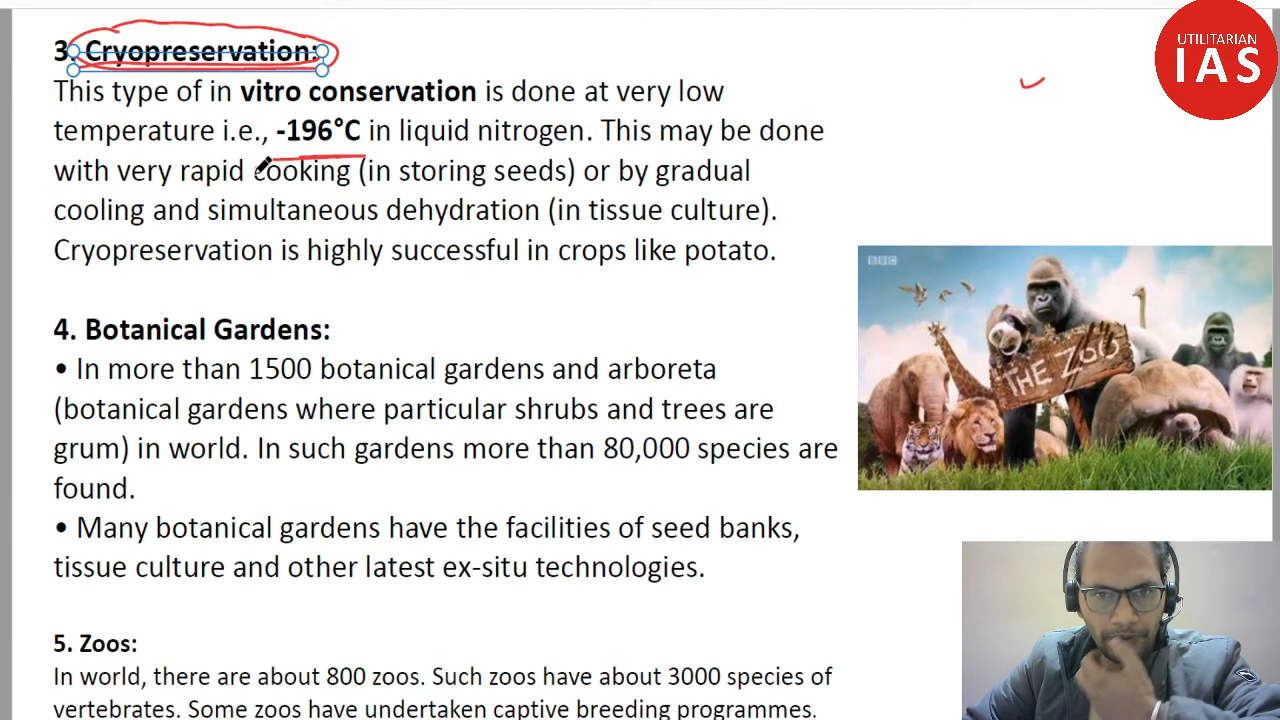 UTILITARIAN
IAS
3. Cryopreservation:
This type of in vitro conservation is done at very low
temperature i.e., -196°C in liquid nitrogen. This may be done
with very rapid cooking (in storing seeds) or by gradual
cooling and simultaneous dehydration (in tissue culture).
Cryopreservation is highly successful in crops like potato.
BBC
THE ZOO
4. Botanical Gardens:
• In more than 1500 botanical gardens and arboreta
(botanical gardens where particular shrubs and trees are
grum) in world. In such gardens more than 80,000 species are
found.
• Many botanical gardens have the facilities of seed banks,
tissue culture and other latest ex-situ technologies.
5. Zoos:
In world, there are about 800 zoos. Such zoos have about 3000 species of
vertebrates. Some zoos have undertaken captive breeding programmes.